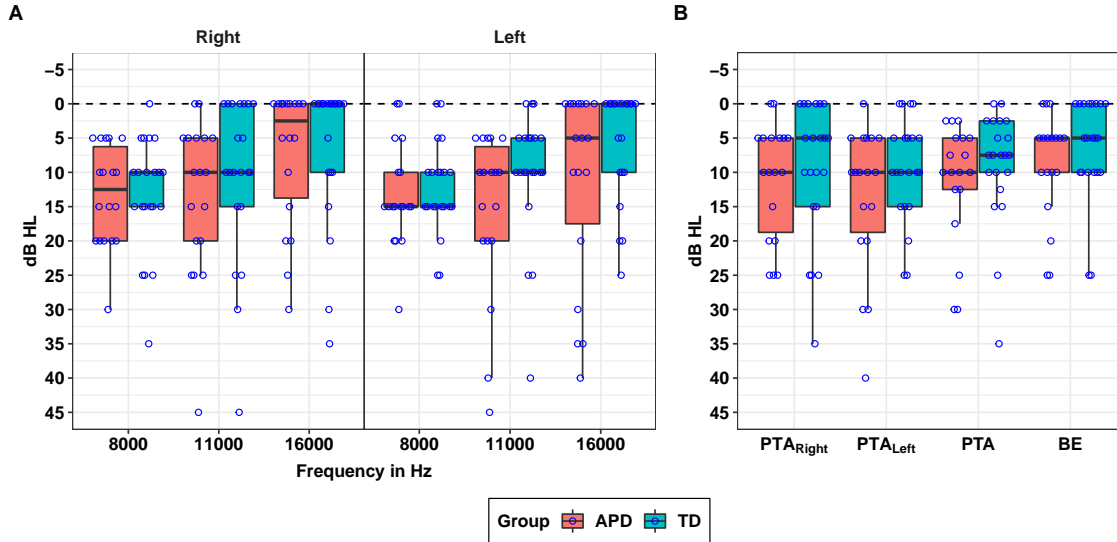 A
B
Right Left
−5
0
5
10
15
20
25
30
35
40
45
dB HL
8000 11000 16000 8000 11000 16000
Frequency in Hz
−5
0
5
10
15
20
25
30
35
40
45
dB HL
PTARight PTALeft PTA BE
Group APD TD